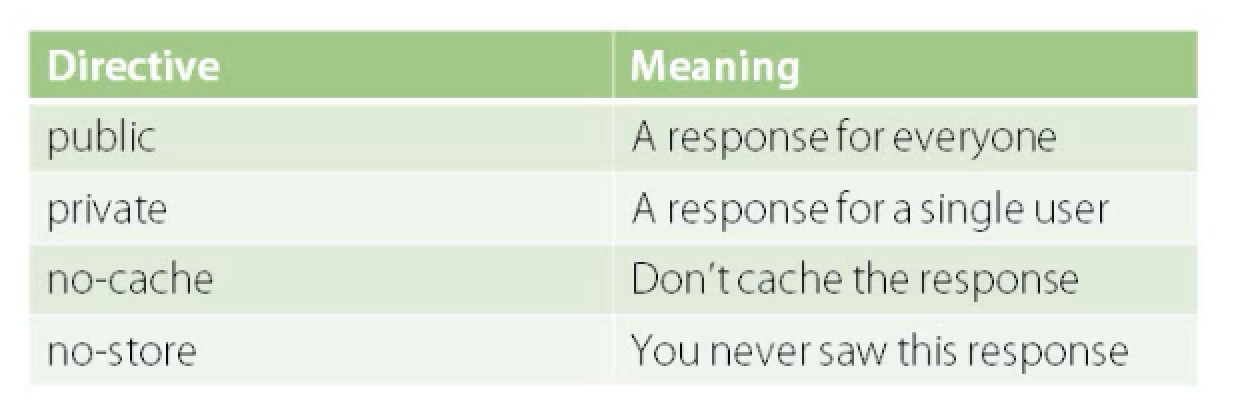 Directive Meaning
public A response for everyone
private A response for a single user
no-cache Don't cache the response
no-store You never saw this response